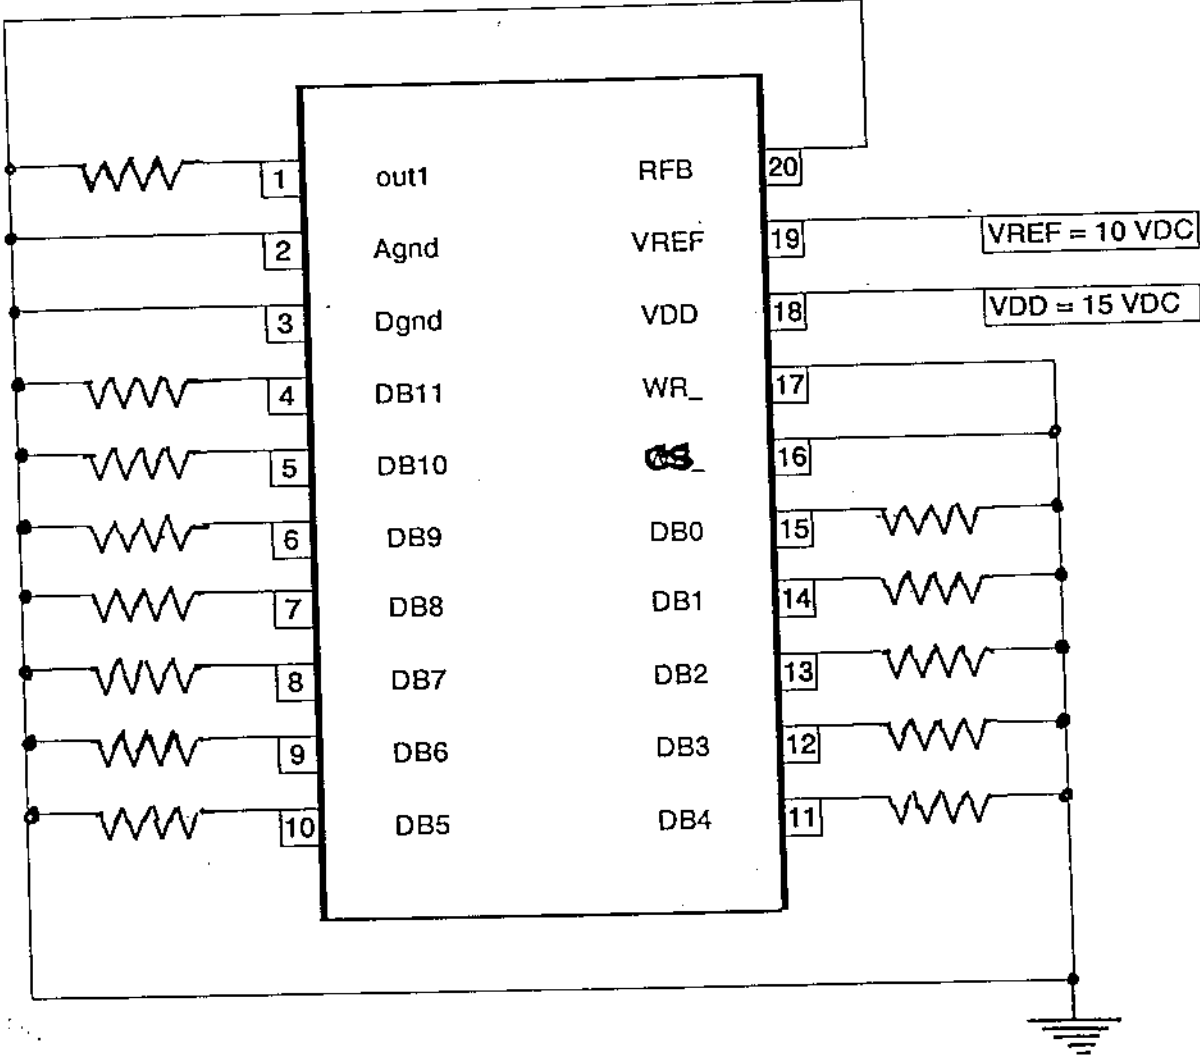 1 out1 RFB 20
2 Agnd VREF 19 VREF = 10 VDC
3 Dgnd VDD 18 VDD = 15 VDC
4 DB11 WR_ 17
5 DB10 CS_ 16
6 DB9 DB0 15
7 DB8 DB1 14
8 DB7 DB2 13
9 DB6 DB3 12
10 DB5 DB4 11